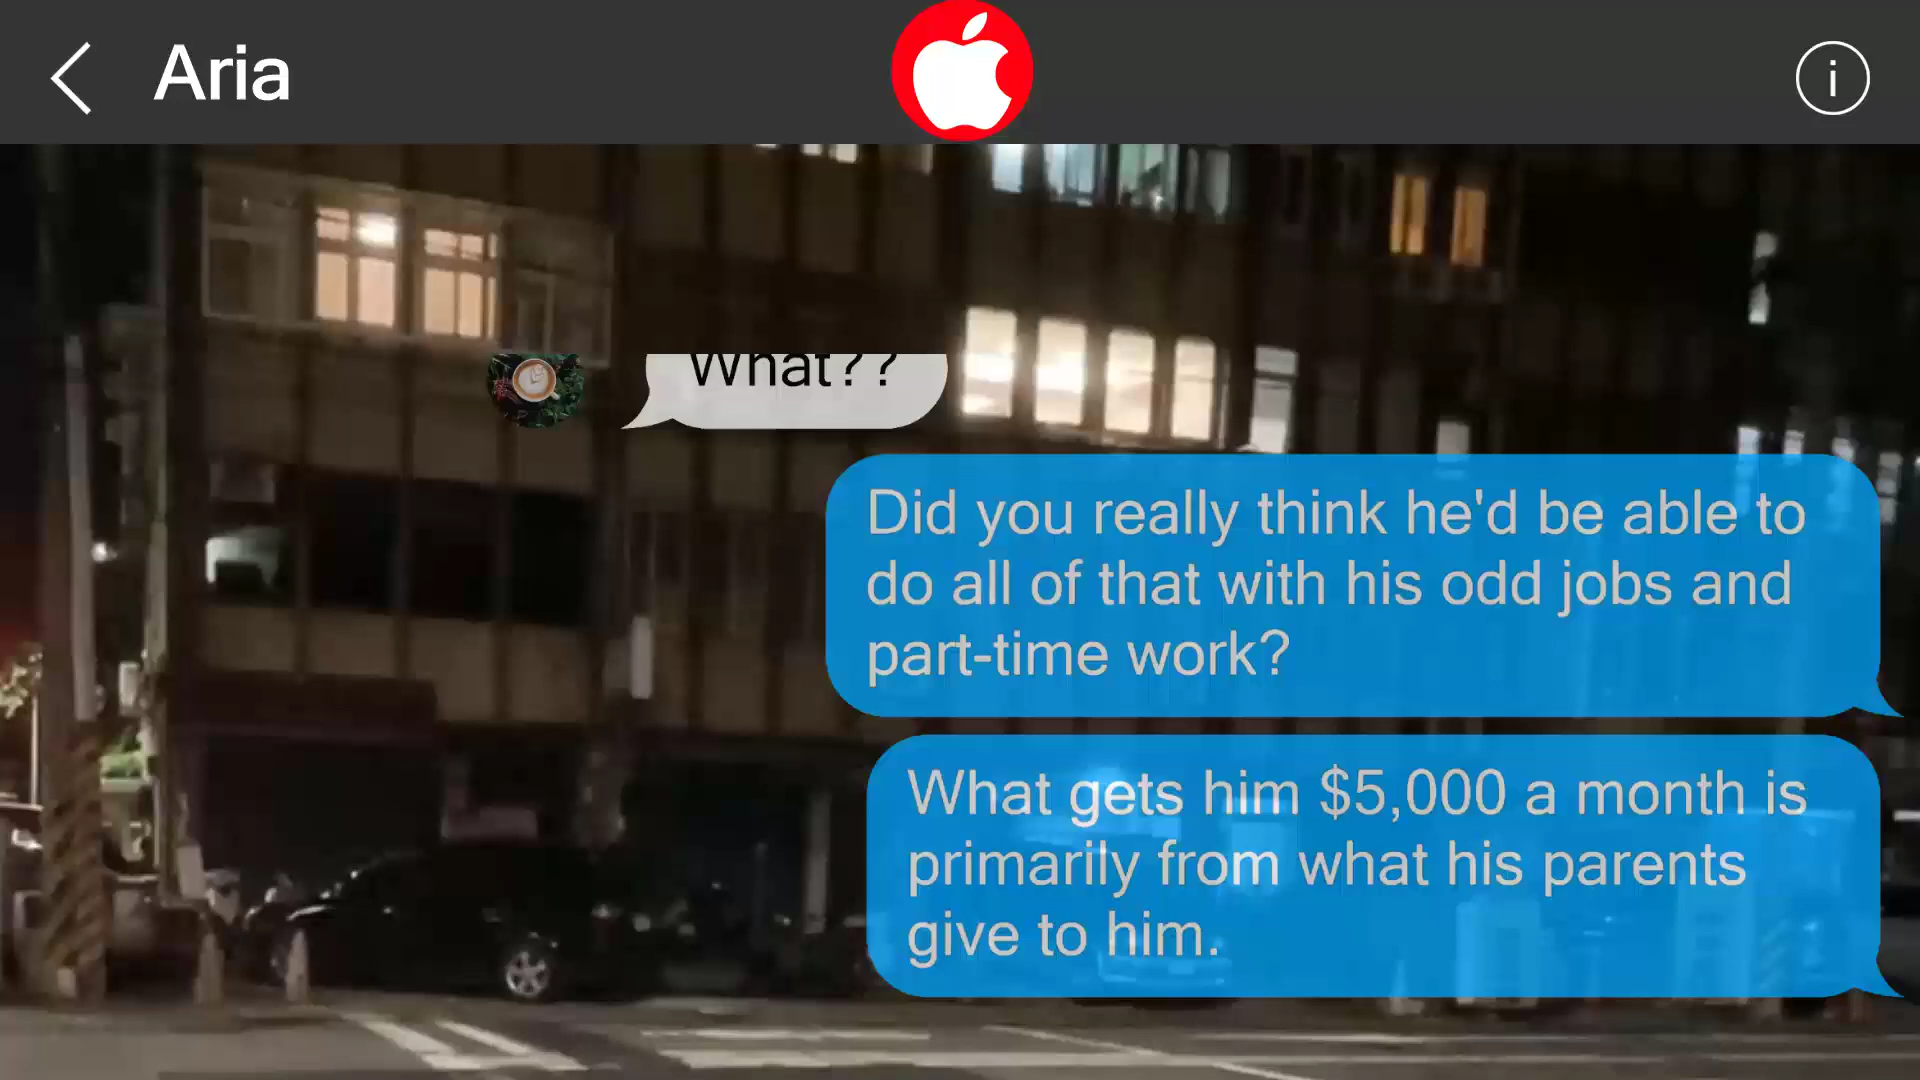 Aria
i
What??
Did you really think he'd be able to
do all of that with his odd jobs and
part-time work?
What gets him $5,000 a month is
primarily from what his parents
give to him.